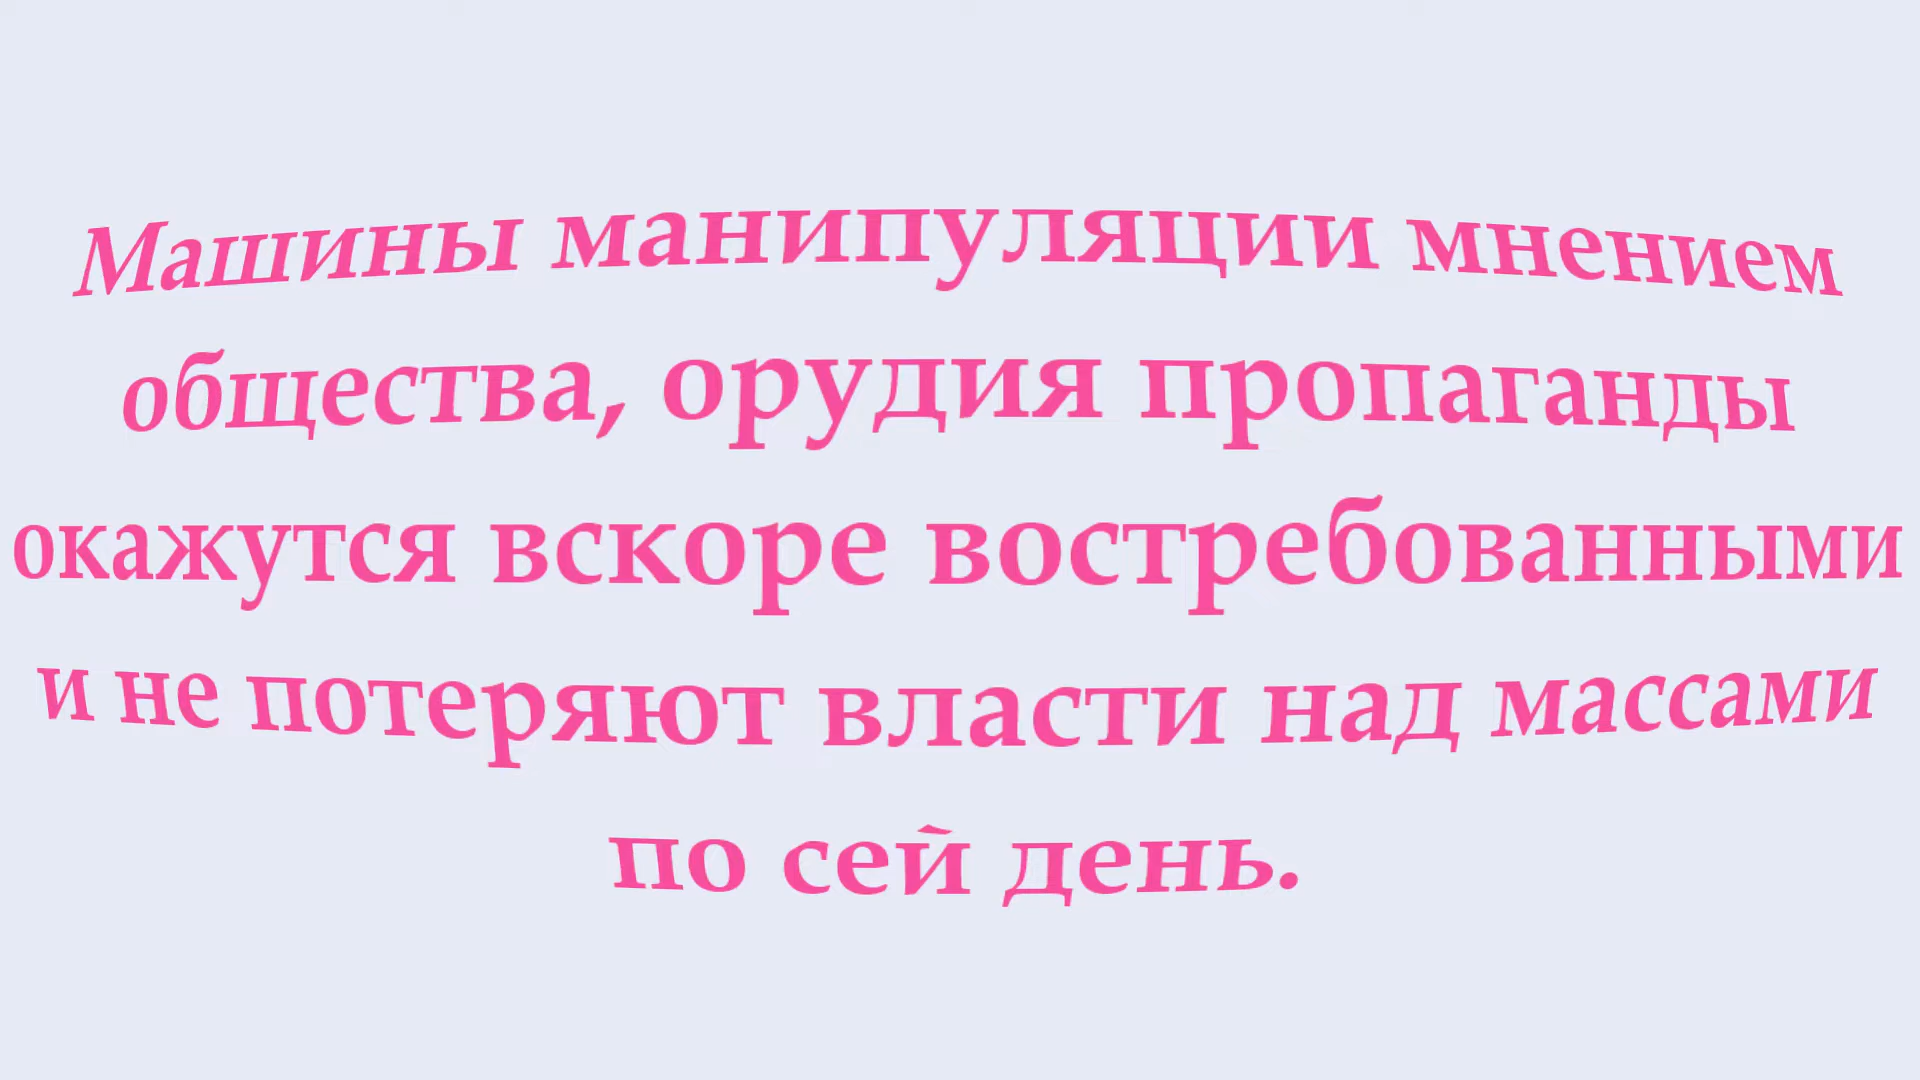 Машины манипуляции мнением
общества, орудия пропаганды
окажутся вскоре востребованными
и не потеряют власти над массами
по сей день.